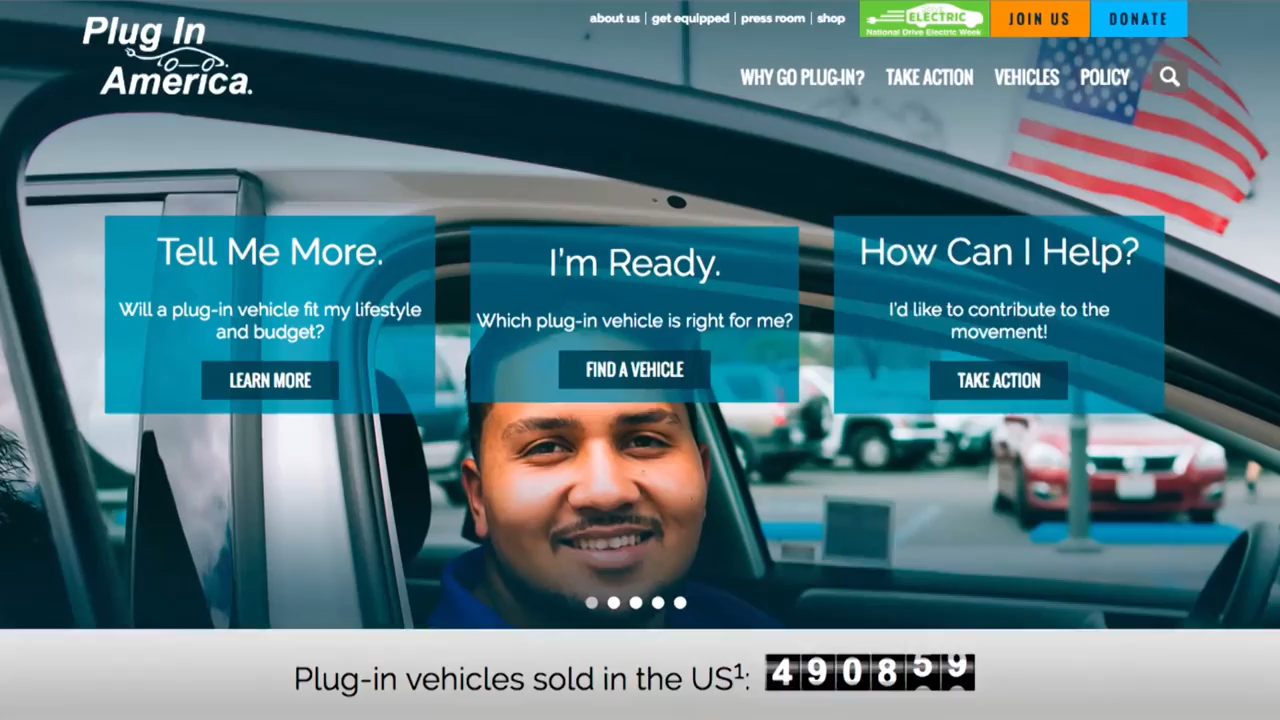 about us | get equipped | press room | shop
ELECTRIC
National Drive Electric Week
JOIN US
DONATE
Plug In
America.
WHY GO PLUG-IN?
TAKE ACTION
VEHICLES
POLICY
Tell Me More.
Will a plug-in vehicle fit my lifestyle
and budget?
LEARN MORE
I'm Ready.
Which plug-in vehicle is right for me?
FIND A VEHICLE
How Can I Help?
I'd like to contribute to the
movement!
TAKE ACTION
Plug-in vehicles sold in the US¹: 490859